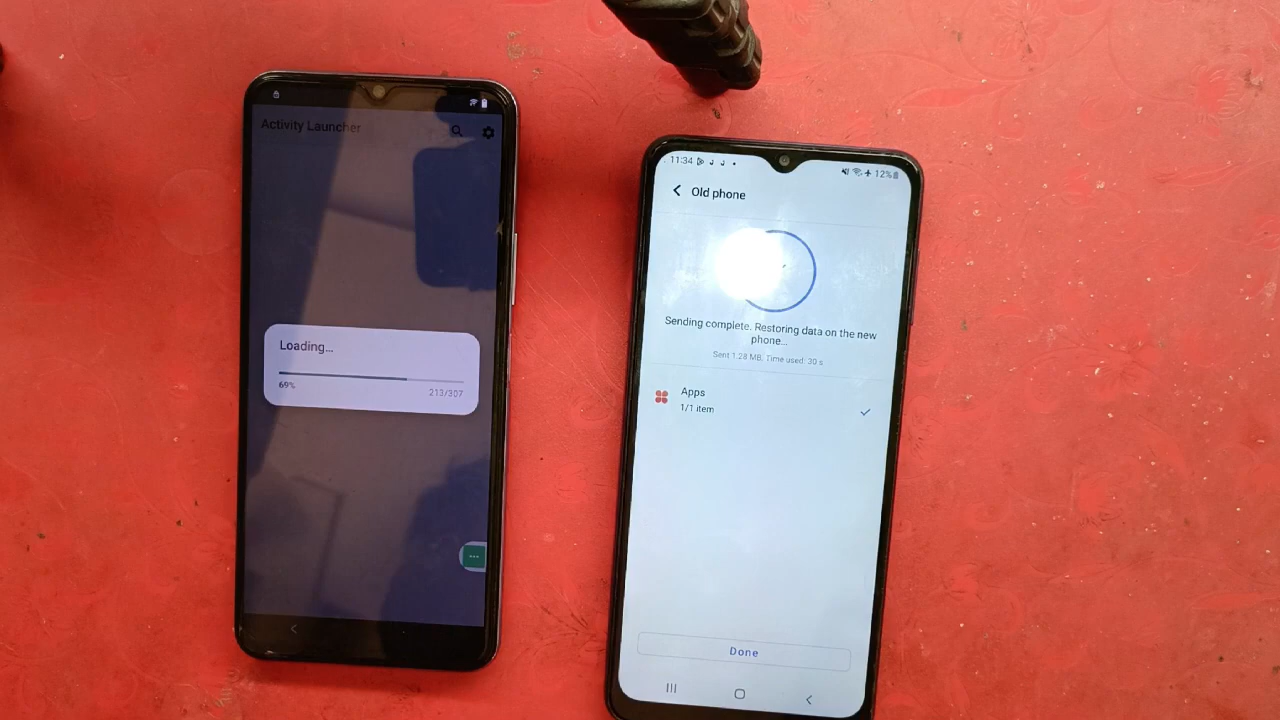 Activity Launcher
Loading...
69%
213/307
11:34
12%
Old phone
Sending complete. Restoring data on the new
phone...
Sent 1.28 MB, Time used: 30 s
Apps
1/1 item
Done